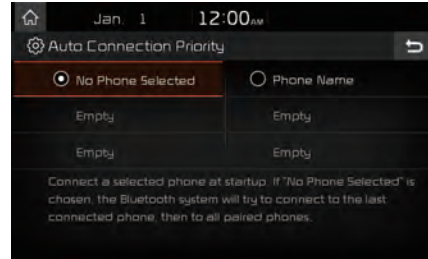 Jan. 1 12:00 AM
Auto Connection Priority
No Phone Selected Phone Name
Empty Empty
Empty Empty
Connect a selected phone at startup. If "No Phone Selected" is
chosen, the Bluetooth system will try to connect to the last
connected phone, then to all paired phones.